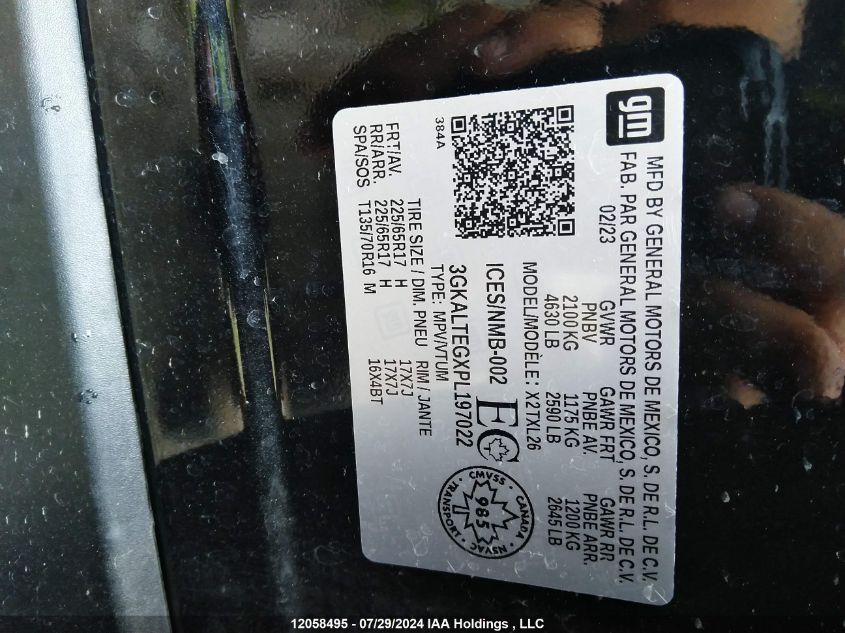 gm
MFD BY GENERAL MOTORS DE MEXICO, S. DE R.L. DE C.V.
FAB. PAR GENERAL MOTORS DE MEXICO, S. DE R.L. DE C.V.
02/23
GVWR GAWR FRT GAWR RR
PNBV PNBE AV. PNBE ARR.
2100 KG 1175 KG 1200 KG
4630 LB 2590 LB 2645 LB
MODEL/MODÈLE: X2TXL26
ICES/NMB-002 EC
3GKALTEGXPL197022
TYPE: MPV/VTUM
CMVSS · CANADA · NSVAC · TRANSPORT ·
985
384A
TIRE SIZE / DIM. PNEU RIM / JANTE
FRT/AV. 225/65R17 H 17X7J
RR/ARR. 225/65R17 H 17X7J
SPA/SOS T135/70R16 M 16X4BT
12058495 - 07/29/2024 IAA Holdings , LLC